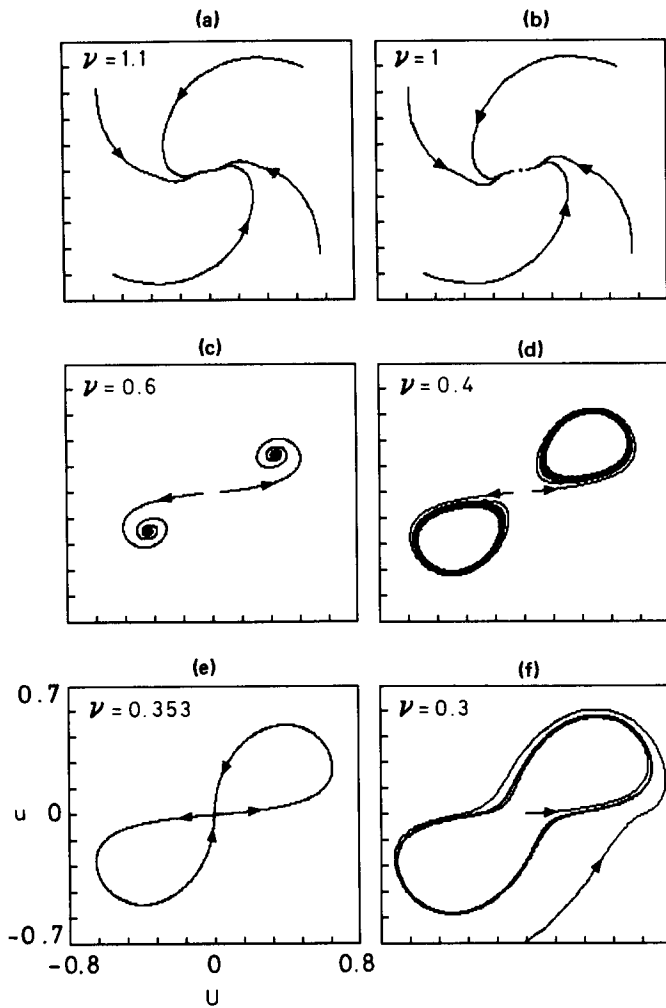 (a)
(b)
ν = 1.1
ν = 1
(c)
(d)
ν = 0.6
ν = 0.4
(e)
(f)
0.7
ν = 0.353
ν = 0.3
u
0
-0.7
-0.8
0
0.8
U